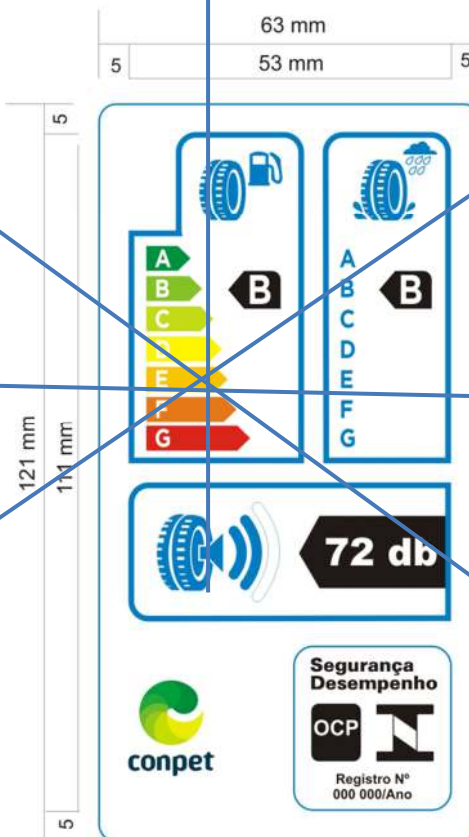 63 mm
5
53 mm
5
5
A
B
C
D
E
F
G
B
A
B
C
D
E
F
G
B
121 mm
111 mm
72 db
conpet
Segurança
Desempenho
OCP
Registro Nº
000 000/Ano
5